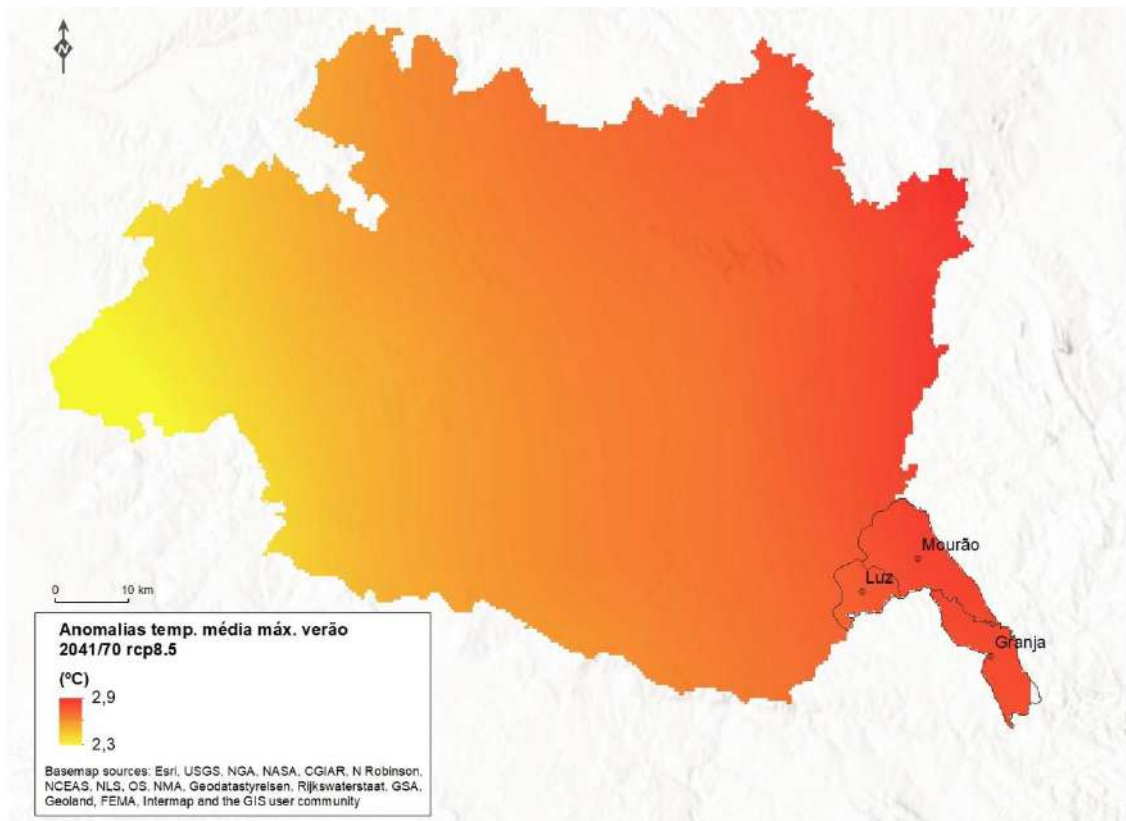 N
Mourão
Luz
Granja
0 10 km
Anomalias temp. média máx. verão
2041/70 rcp8.5
(ºC)
2,9
2,3
Basemap sources: Esri, USGS, NGA, NASA, CGIAR, N Robinson,
NCEAS, NLS, OS, NMA, Geodatastyrelsen, Rijkswaterstaat, GSA,
Geoland, FEMA, Intermap and the GIS user community